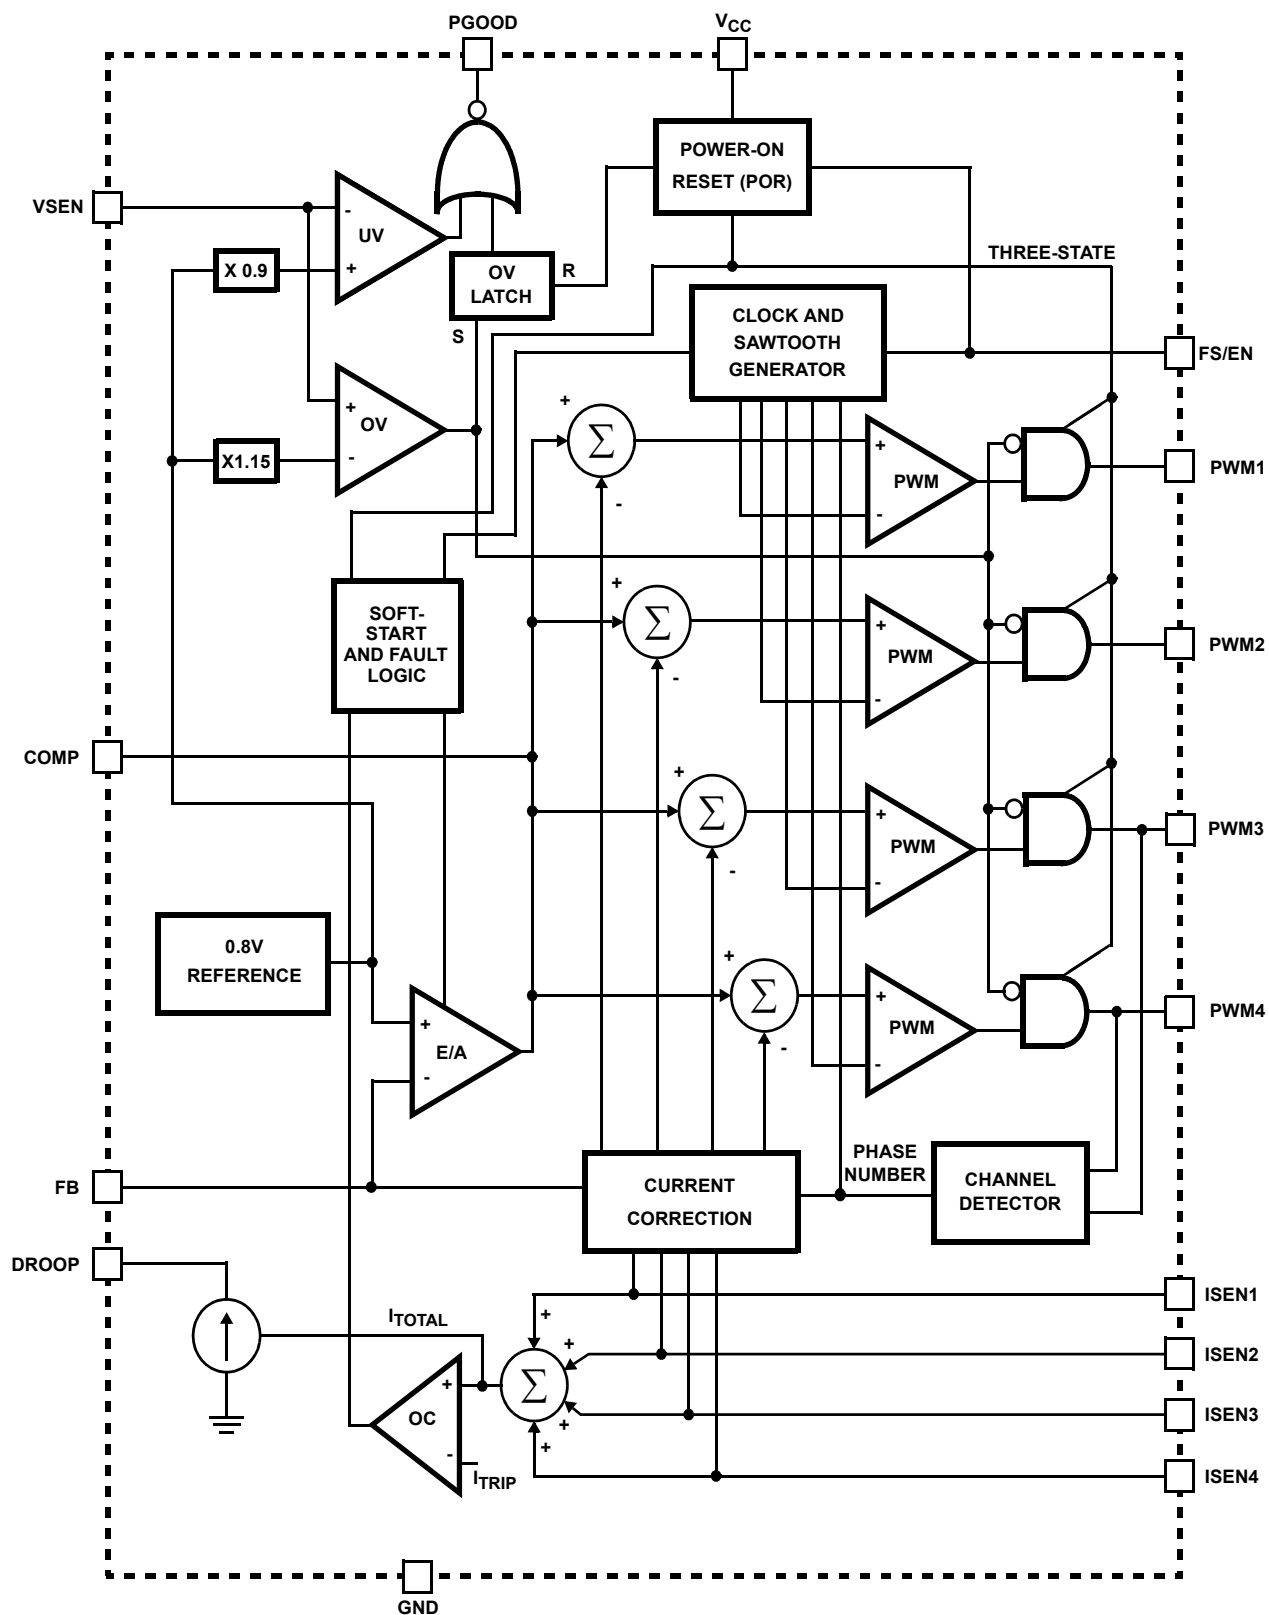 PGOOD
VCC
VSEN
-
UV
+
X 0.9
POWER-ON
RESET (POR)
OV
LATCH
R
S
THREE-STATE
CLOCK AND
SAWTOOTH
GENERATOR
FS/EN
+
OV
-
X1.15
+
Σ
-
+
PWM
-
PWM1
SOFT-
START
AND FAULT
LOGIC
+
Σ
-
+
PWM
-
PWM2
COMP
+
Σ
-
+
PWM
-
PWM3
0.8V
REFERENCE
+
E/A
-
+
Σ
-
+
PWM
-
PWM4
FB
CURRENT
CORRECTION
PHASE
NUMBER
CHANNEL
DETECTOR
DROOP
ITOTAL
+
+
Σ
+
+
+
OC
-
ITRIP
ISEN1
ISEN2
ISEN3
ISEN4
GND